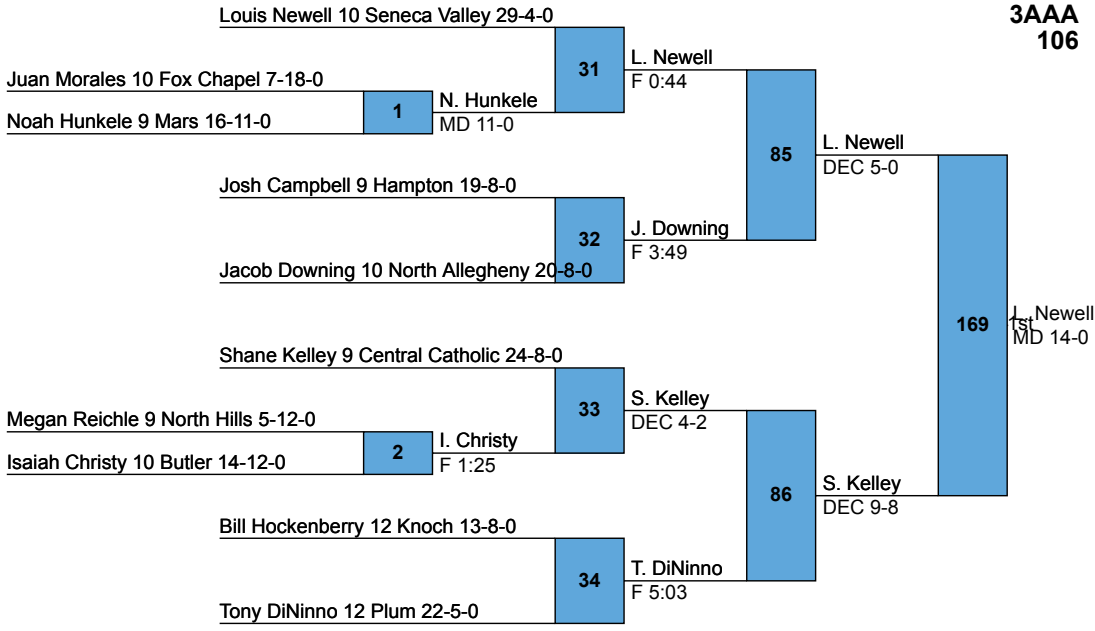 3AAA
106
Louis Newell 10 Seneca Valley 29-4-0
31
L. Newell
F 0:44
Juan Morales 10 Fox Chapel 7-18-0
1
N. Hunkele
MD 11-0
Noah Hunkele 9 Mars 16-11-0
85
L. Newell
DEC 5-0
Josh Campbell 9 Hampton 19-8-0
32
J. Downing
F 3:49
Jacob Downing 10 North Allegheny 20-8-0
169
L. Newell
1st
MD 14-0
Shane Kelley 9 Central Catholic 24-8-0
33
S. Kelley
DEC 4-2
Megan Reichle 9 North Hills 5-12-0
2
I. Christy
F 1:25
Isaiah Christy 10 Butler 14-12-0
86
S. Kelley
DEC 9-8
Bill Hockenberry 12 Knoch 13-8-0
34
T. DiNinno
F 5:03
Tony DiNinno 12 Plum 22-5-0